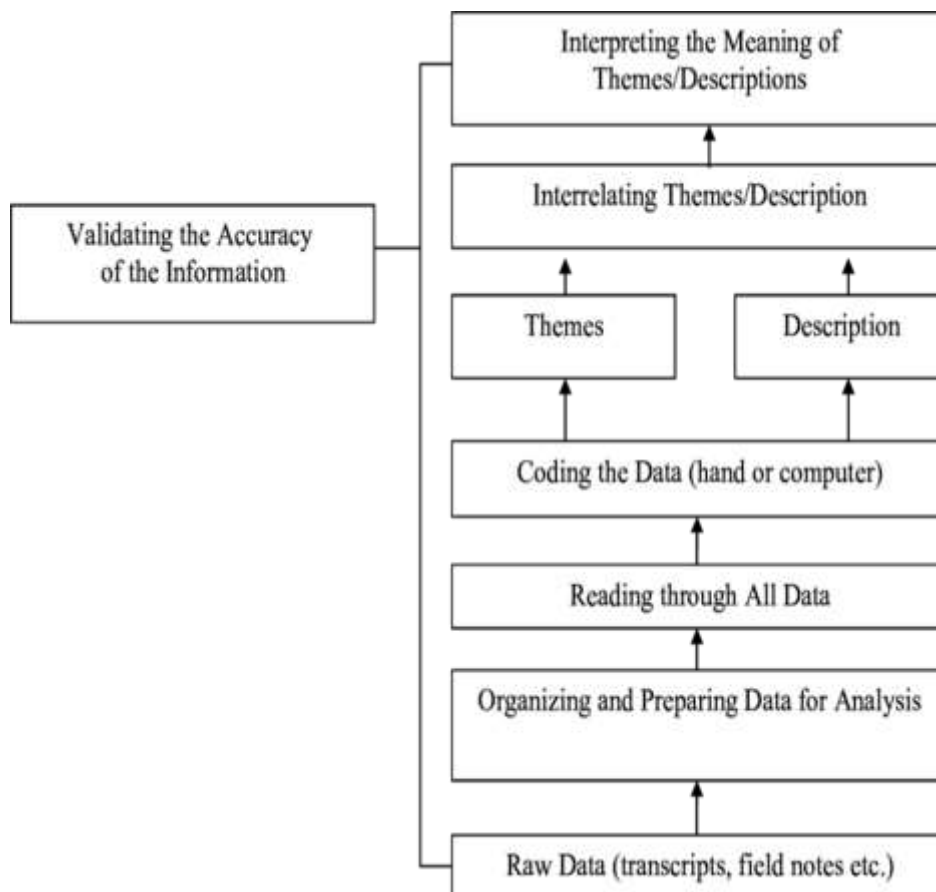 Interpreting the Meaning of
Themes/Descriptions
Interrelating Themes/Description
Validating the Accuracy
of the Information
Themes
Description
Coding the Data (hand or computer)
Reading through All Data
Organizing and Preparing Data for Analysis
Raw Data (transcripts, field notes etc.)